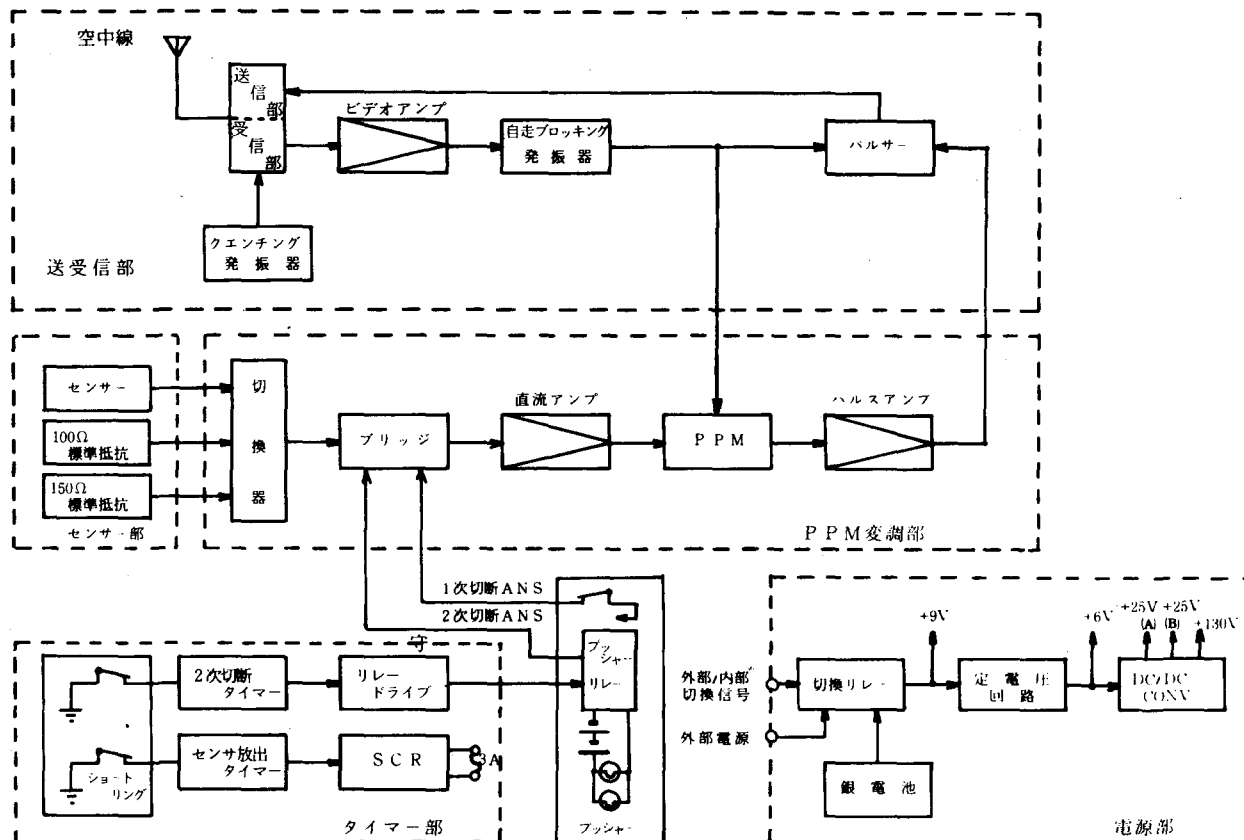 空中線
送信部
受信部
ビデオアンプ
自走ブロッキング
発振器
パルサー
クエンチング
発振器
送受信部
センサー
100Ω
標準抵抗
150Ω
標準抵抗
センサー部
切換器
ブリッジ
直流アンプ
PPM
パルスアンプ
PPM変調部
1次切断ANS
2次切断ANS
プッシャー
リレー
プッシャー
ショート
リング
2次切断
タイマー
リレー
ドライブ
センサ放出
タイマー
SCR
3A
タイマー部
外部/内部
切換信号
外部電源
切換リレー
+9V
定電圧
回路
+6V
+25V
(A)
+25V
(B)
+130V
DC/DC
CONV
銀電池
電源部